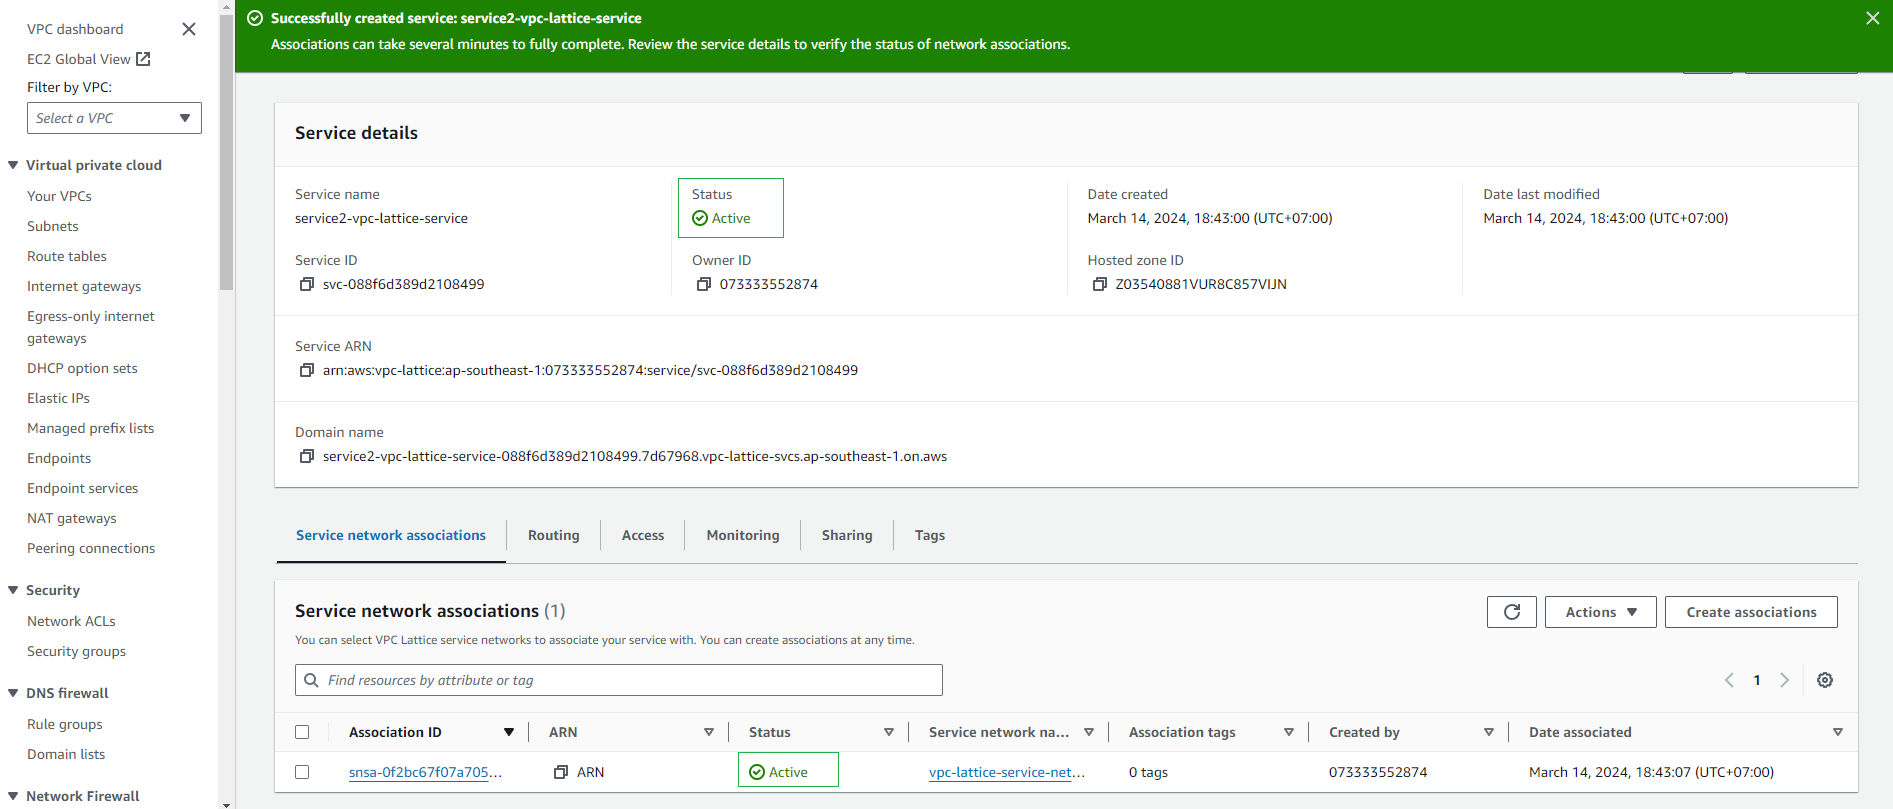 VPC dashboard
EC2 Global View
Filter by VPC:
Select a VPC
Virtual private cloud
Your VPCs
Subnets
Route tables
Internet gateways
Egress-only internet
gateways
DHCP option sets
Elastic IPs
Managed prefix lists
Endpoints
Endpoint services
NAT gateways
Peering connections
Security
Network ACLs
Security groups
DNS firewall
Rule groups
Domain lists
Network Firewall
Successfully created service: service2-vpc-lattice-service
Associations can take several minutes to fully complete. Review the service details to verify the status of network associations.
Service details
Service name
service2-vpc-lattice-service
Status
Active
Date created
March 14, 2024, 18:43:00 (UTC+07:00)
Date last modified
March 14, 2024, 18:43:00 (UTC+07:00)
Service ID
svc-088f6d389d2108499
Owner ID
073333552874
Hosted zone ID
Z03540881VUR8C857VIJN
Service ARN
arn:aws:vpc-lattice:ap-southeast-1:073333552874:service/svc-088f6d389d2108499
Domain name
service2-vpc-lattice-service-088f6d389d2108499.7d67968.vpc-lattice-svcs.ap-southeast-1.on.aws
Service network associations Routing Access Monitoring Sharing Tags
Service network associations (1)
You can select VPC Lattice service networks to associate your service with. You can create associations at any time.
Actions
Create associations
Find resources by attribute or tag
1
Association ID ARN Status Service network na... Association tags Created by Date associated
snsa-0f2bc67f07a705... ARN Active vpc-lattice-service-net... 0 tags 073333552874 March 14, 2024, 18:43:07 (UTC+07:00)